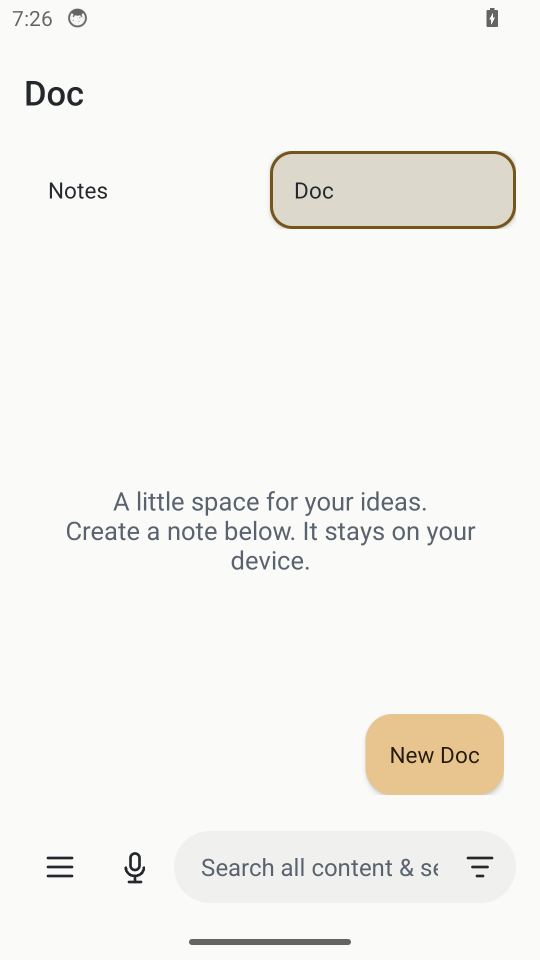 7:26
Doc
Notes
Doc
A little space for your ideas.
Create a note below. It stays on your
device.
New Doc
Search all content & se